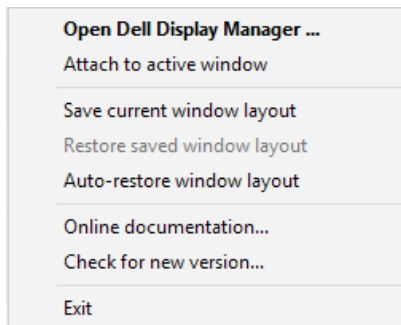 Open Dell Display Manager ...
Attach to active window
Save current window layout
Restore saved window layout
Auto-restore window layout
Online documentation...
Check for new version...
Exit